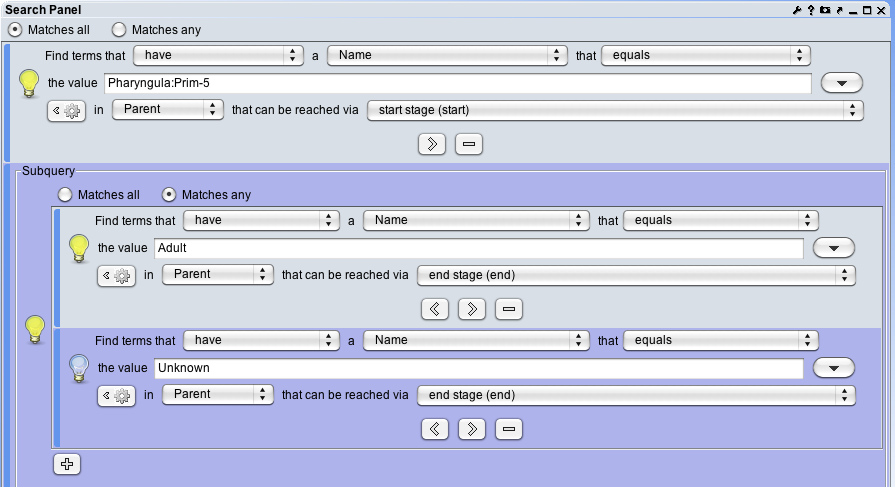 Search Panel
Matches all Matches any
Find terms that have a Name that equals
the value Pharyngula:Prim-5
in Parent that can be reached via start stage (start)
Subquery
Matches all Matches any
Find terms that have a Name that equals
the value Adult
in Parent that can be reached via end stage (end)
Find terms that have a Name that equals
the value Unknown
in Parent that can be reached via end stage (end)